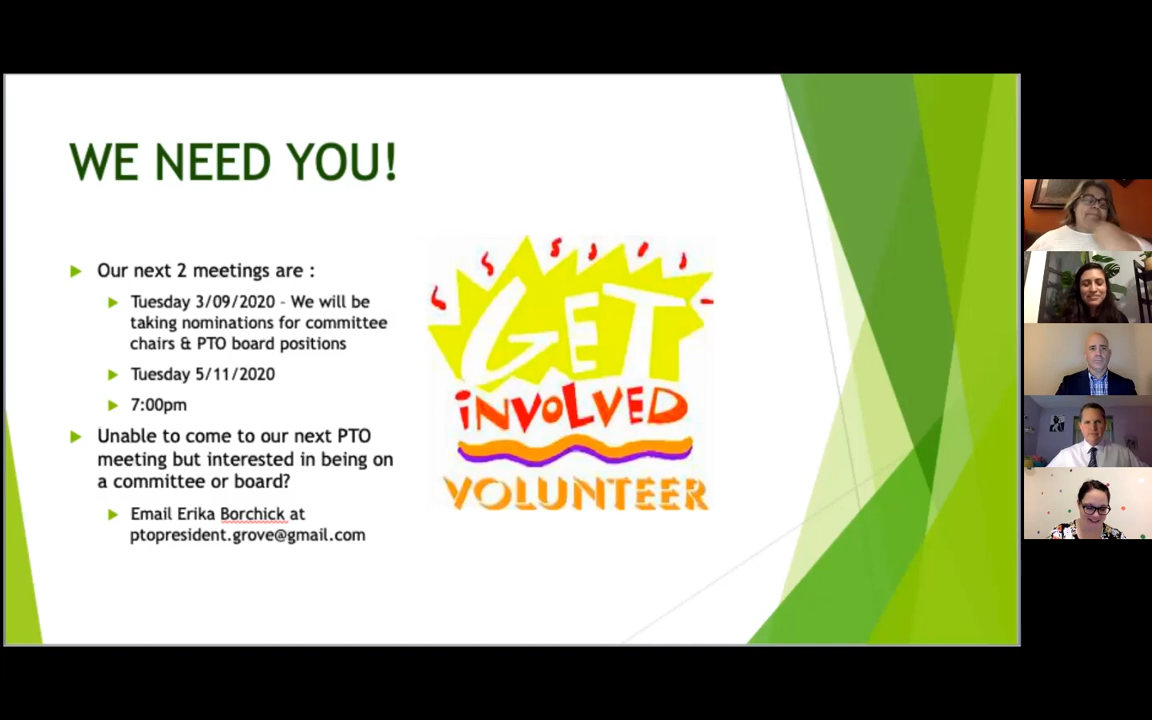 WE NEED YOU!
Our next 2 meetings are :
Tuesday 3/09/2020 – We will be
taking nominations for committee
chairs & PTO board positions
Tuesday 5/11/2020
7:00pm
Unable to come to our next PTO
meeting but interested in being on
a committee or board?
Email Erika Borchick at
ptopresident.grove@gmail.com
GET
iNVOLVED
VOLUNTEER